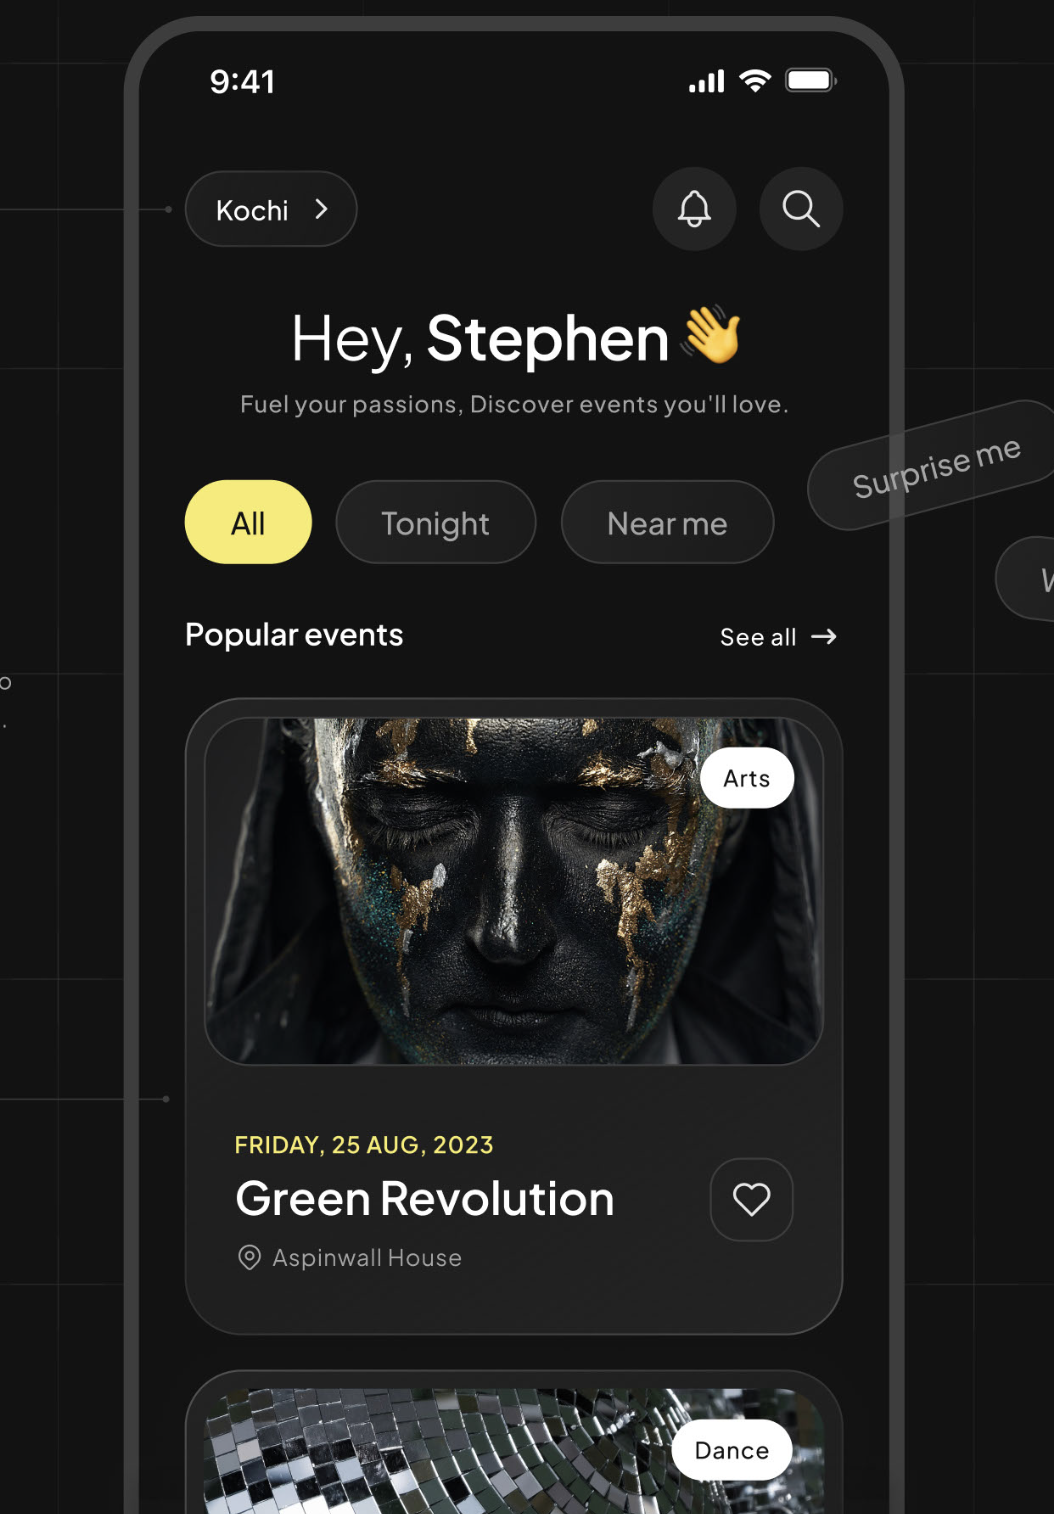 9:41
Kochi
Hey, Stephen 👋
Fuel your passions, Discover events you'll love.
All
Tonight
Near me
Surprise me
Popular events
See all →
Arts
FRIDAY, 25 AUG, 2023
Green Revolution
Aspinwall House
Dance